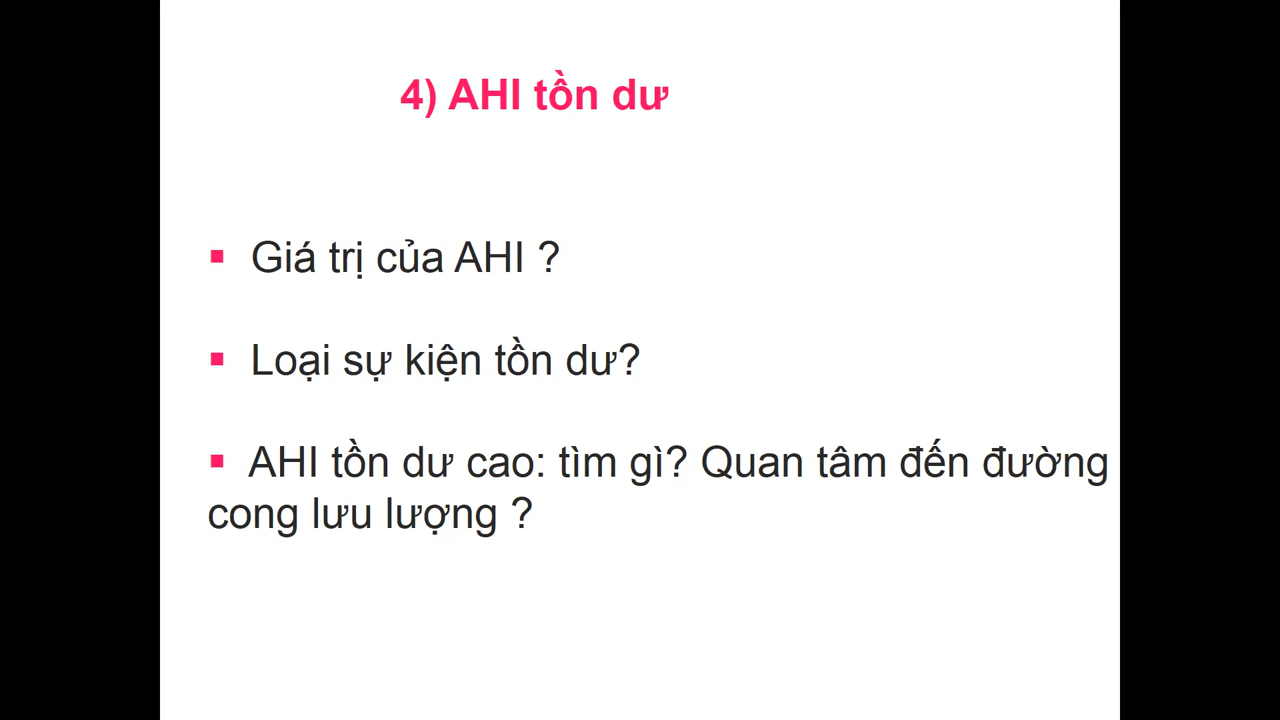 4) AHI tồn dư
▪ Giá trị của AHI ?
▪ Loại sự kiện tồn dư?
▪ AHI tồn dư cao: tìm gì? Quan tâm đến đường
cong lưu lượng ?